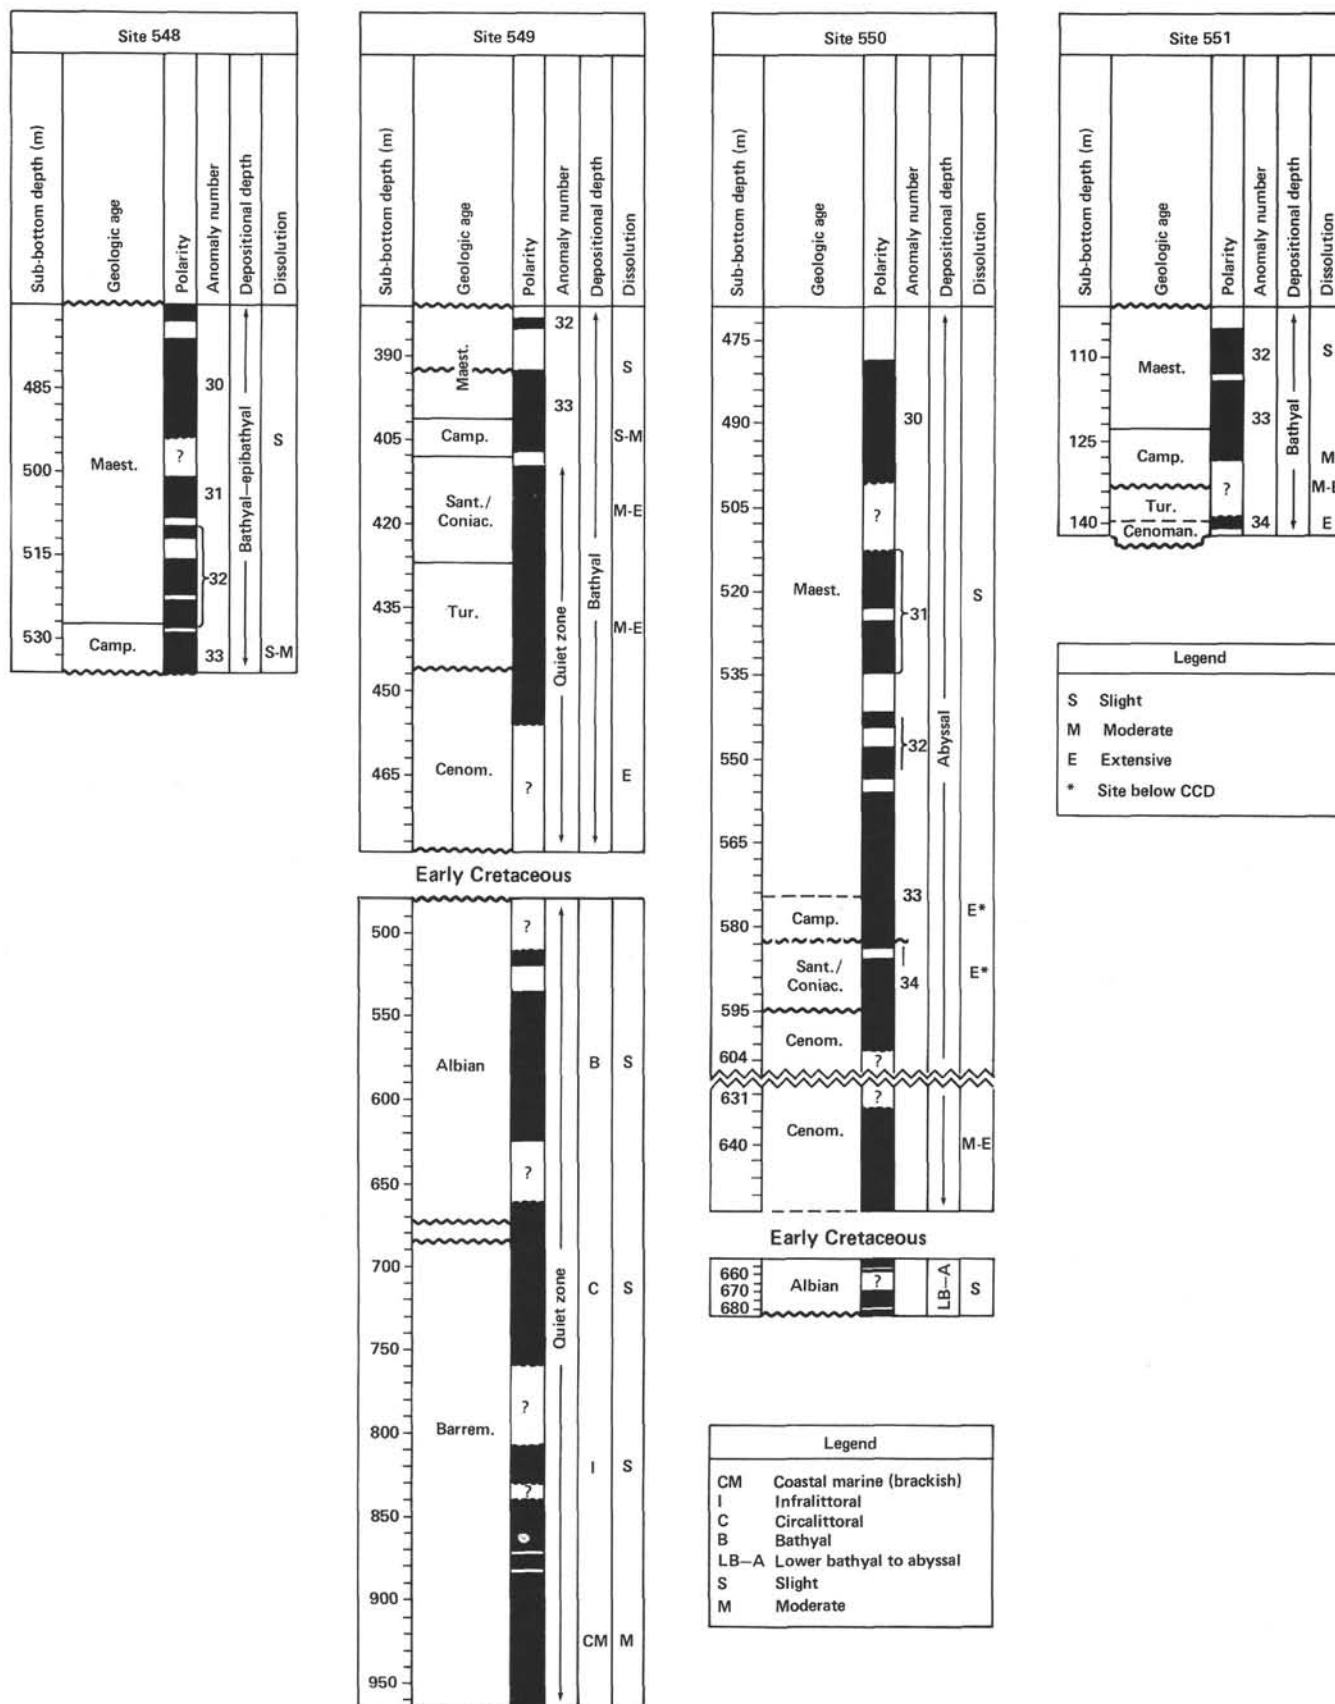 Site 548
Sub-bottom depth (m)
Geologic age
Polarity
Anomaly number
Depositional depth
Dissolution
485
500
515
530
Maest.
Camp.
?
30
31
32
33
Bathyal–epibathyal
S
S-M
Site 549
Sub-bottom depth (m)
Geologic age
Polarity
Anomaly number
Depositional depth
Dissolution
390
405
420
435
450
465
Maest.
Camp.
Sant./
Coniac.
Tur.
Cenom.
?
32
33
Quiet zone
Bathyal
S
S-M
M-E
M-E
E
Early Cretaceous
500
550
600
650
700
750
800
850
900
950
Albian
Barrem.
?
?
?
?
Quiet zone
B
C
I
CM
S
S
S
M
Site 550
Sub-bottom depth (m)
Geologic age
Polarity
Anomaly number
Depositional depth
Dissolution
475
490
505
520
535
550
565
580
595
604
631
640
Maest.
Camp.
Sant./
Coniac.
Cenom.
Cenom.
?
?
?
30
31
32
33
34
Abyssal
S
E*
E*
M-E
Early Cretaceous
660
670
680
Albian
?
LB–A
S
Legend
CM Coastal marine (brackish)
I Infralittoral
C Circalittoral
B Bathyal
LB–A Lower bathyal to abyssal
S Slight
M Moderate
Site 551
Sub-bottom depth (m)
Geologic age
Polarity
Anomaly number
Depositional depth
Dissolution
110
125
140
Maest.
Camp.
Tur.
Cenoman.
?
32
33
34
Bathyal
S
M
M-E
E
Legend
S Slight
M Moderate
E Extensive
* Site below CCD